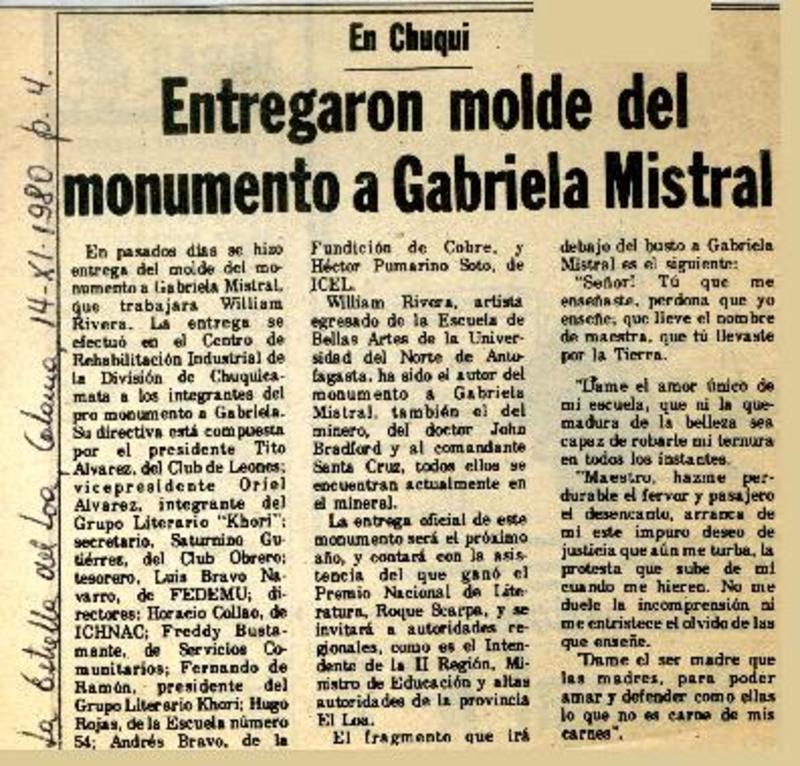 La Estrella del Loa, Calama, 14-XI-1980 p. 4.
En Chuqui
Entregaron molde del
monumento a Gabriela Mistral
En pasados días se hizo
entrega del molde del mo-
numento a Gabriela Mistral,
que trabajara William
Rivera. La entrega se
efectuó en el Centro de
Rehabilitación Industrial de
la División de Chuquica-
mata a los integrantes del
pro monumento a Gabriela.
Su directiva está compuesta
por el presidente Tito
Alvarez, del Club de Leones;
vicepresidente Oriel
Alvarez, integrante del
Grupo Literario "Khori";
secretario, Saturnino Gu-
tiérrez, del Club Obrero;
tesorero, Luis Bravo Na-
varro, de FEDEMU; di-
rectores: Horacio Collao, de
ICHNAC; Freddy Busta-
mante, de Servicios Co-
munitarios; Fernando de
Ramón, presidente del
Grupo Literario Khori; Hugo
Rojas, de la Escuela número
54; Andrés Bravo, de la
Fundición de Cobre, y
Héctor Pumarino Soto, de
ICEL.
William Rivera, artista
egresado de la Escuela de
Bellas Artes de la Univer-
sidad del Norte de Anto-
fagasta, ha sido el autor del
monumento a Gabriela
Mistral, también el del
minero, del doctor John
Bradford y al comandante
Santa Cruz, todos ellos se
encuentran actualmente en
el mineral.
La entrega oficial de este
monumento será el próximo
año, y contará con la asis-
tencia del que ganó el
Premio Nacional de Lite-
ratura, Roque Scarpa, y se
invitará a autoridades re-
gionales, como es el Inten-
dente de la II Región, Mi-
nistro de Educación y altas
autoridades de la provincia
El Loa.
El fragmento que irá
debajo del busto a Gabriela
Mistral es el siguiente:
"Señor! Tú que me
enseñaste, perdona que yo
enseñe; que lleve el nombre
de maestra, que tú llevaste
por la Tierra.
"Dame el amor único de
mi escuela, que ni la que-
madura de la belleza sea
capaz de robarle mi ternura
en todos los instantes.
"Maestro, hazme per-
durable el fervor y pasajero
el desencanto, arranca de
mi este impuro deseo de
justicia que aún me turba, la
protesta que sube de mi
cuando me hieren. No me
duele la incomprensión ni
me entristece el olvido de las
que enseñe.
"Dame el ser madre que
las madres, para poder
amar y defender como ellas
lo que no es carne de mis
carnes".